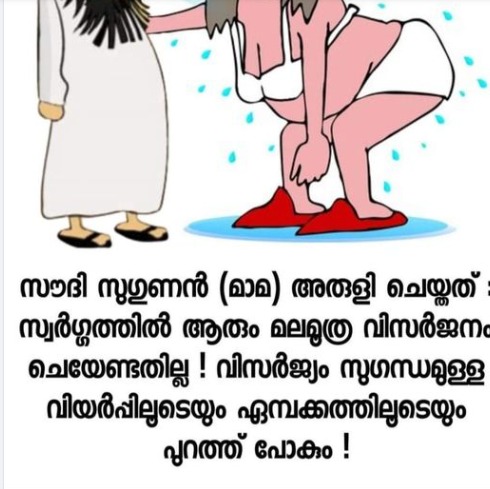 സൗദി സുഗുണൻ (മാമ) അരുളി ചെയ്തത് :
സ്വർഗ്ഗത്തിൽ ആരും മലമൂത്ര വിസർജനം
ചെയേണ്ടതില്ല ! വിസർജ്യം സുഗന്ധമുള്ള
വിയർപ്പിലൂടെയും ഏമ്പക്കത്തിലൂടെയും
പുറത്ത് പോകും !